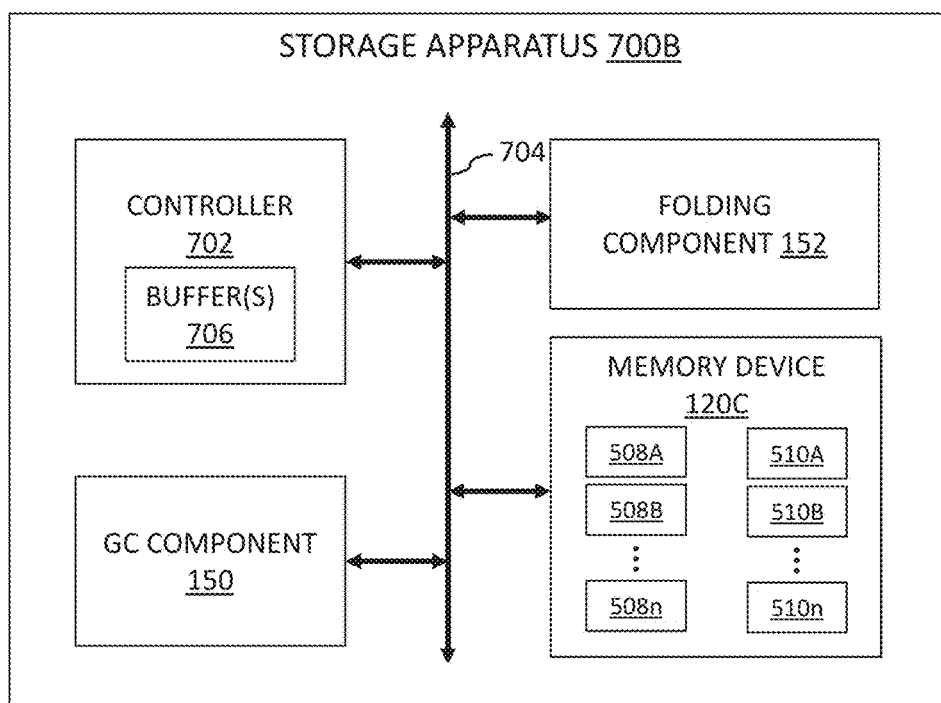 STORAGE APPARATUS 700B
CONTROLLER
702
BUFFER(S)
706
704
FOLDING
COMPONENT 152
GC COMPONENT
150
MEMORY DEVICE
120C
508A
510A
508B
510B
508n
510n